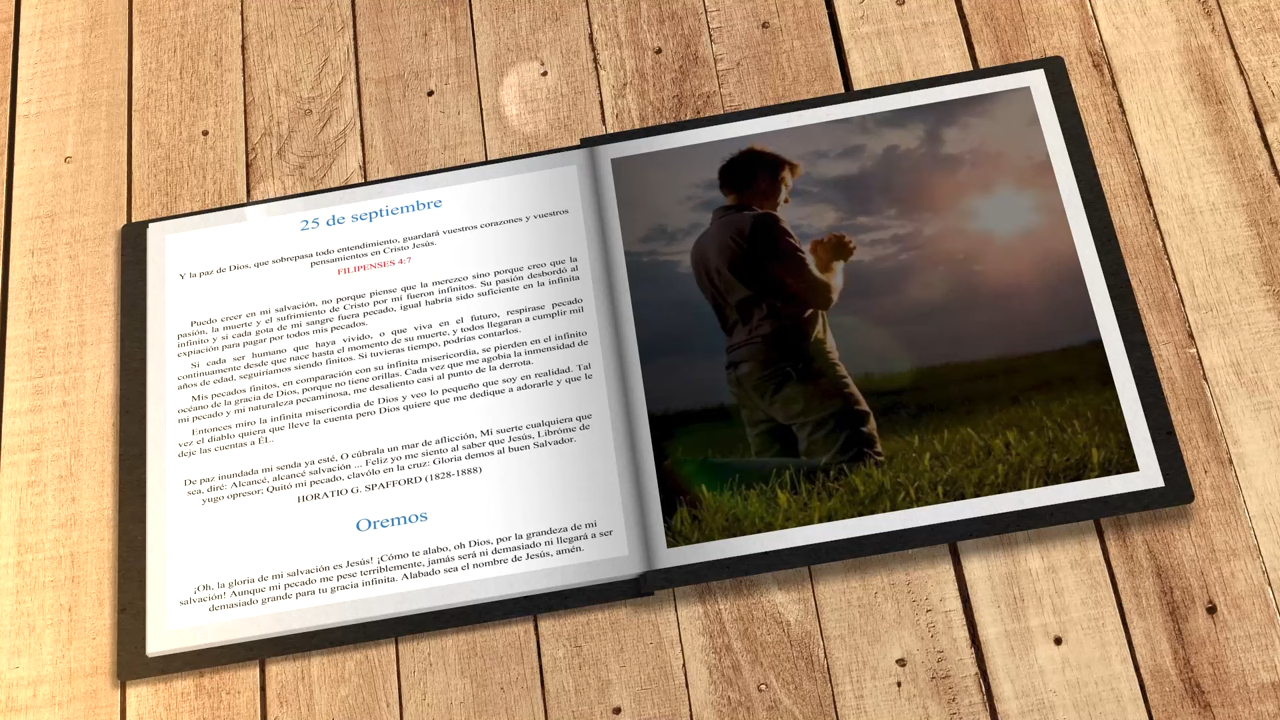 25 de septiembre
Y la paz de Dios, que sobrepasa todo entendimiento, guardará vuestros corazones y vuestros
pensamientos en Cristo Jesús.
FILIPENSES 4:7
Puedo creer en mi salvación, no porque piense que la merezco sino porque creo que la
pasión, la muerte y el sufrimiento de Cristo por mí fueron infinitos. Su pasión desbordó al
infinito y si cada gota de mi sangre fuera pecado, igual habría sido suficiente en la infinita
expiación para pagar por todos mis pecados.
Si cada ser humano que haya vivido, o que viva en el futuro, respirase pecado
continuamente desde que nace hasta el momento de su muerte, y todos llegaran a cumplir mil
años de edad, seguiríamos siendo finitos. Si tuvieras tiempo, podrías contarlos.
Mis pecados finitos, en comparación con su infinita misericordia, se pierden en el infinito
océano de la gracia de Dios, porque no tiene orillas. Cada vez que me agobia la inmensidad de
mi pecado y mi naturaleza pecaminosa, me desaliento casi al punto de la derrota.
Entonces miro la infinita misericordia de Dios y veo lo pequeño que soy en realidad. Tal
vez el diablo quiera que lleve la cuenta pero Dios quiere que me dedique a adorarle y que le
deje las cuentas a ÉL.
De paz inundada mi senda ya esté, O cúbrala un mar de aflicción, Mi suerte cualquiera que
sea, diré: Alcancé, alcancé salvación ... Feliz yo me siento al saber que Jesús, Libróme de
yugo opresor; Quitó mi pecado, clavólo en la cruz: Gloria demos al buen Salvador.
HORATIO G. SPAFFORD (1828-1888)
Oremos
¡Oh, la gloria de mi salvación es Jesús! ¡Cómo te alabo, oh Dios, por la grandeza de mi
salvación! Aunque mi pecado me pese terriblemente, jamás será ni demasiado ni llegará a ser
demasiado grande para tu gracia infinita. Alabado sea el nombre de Jesús, amén.